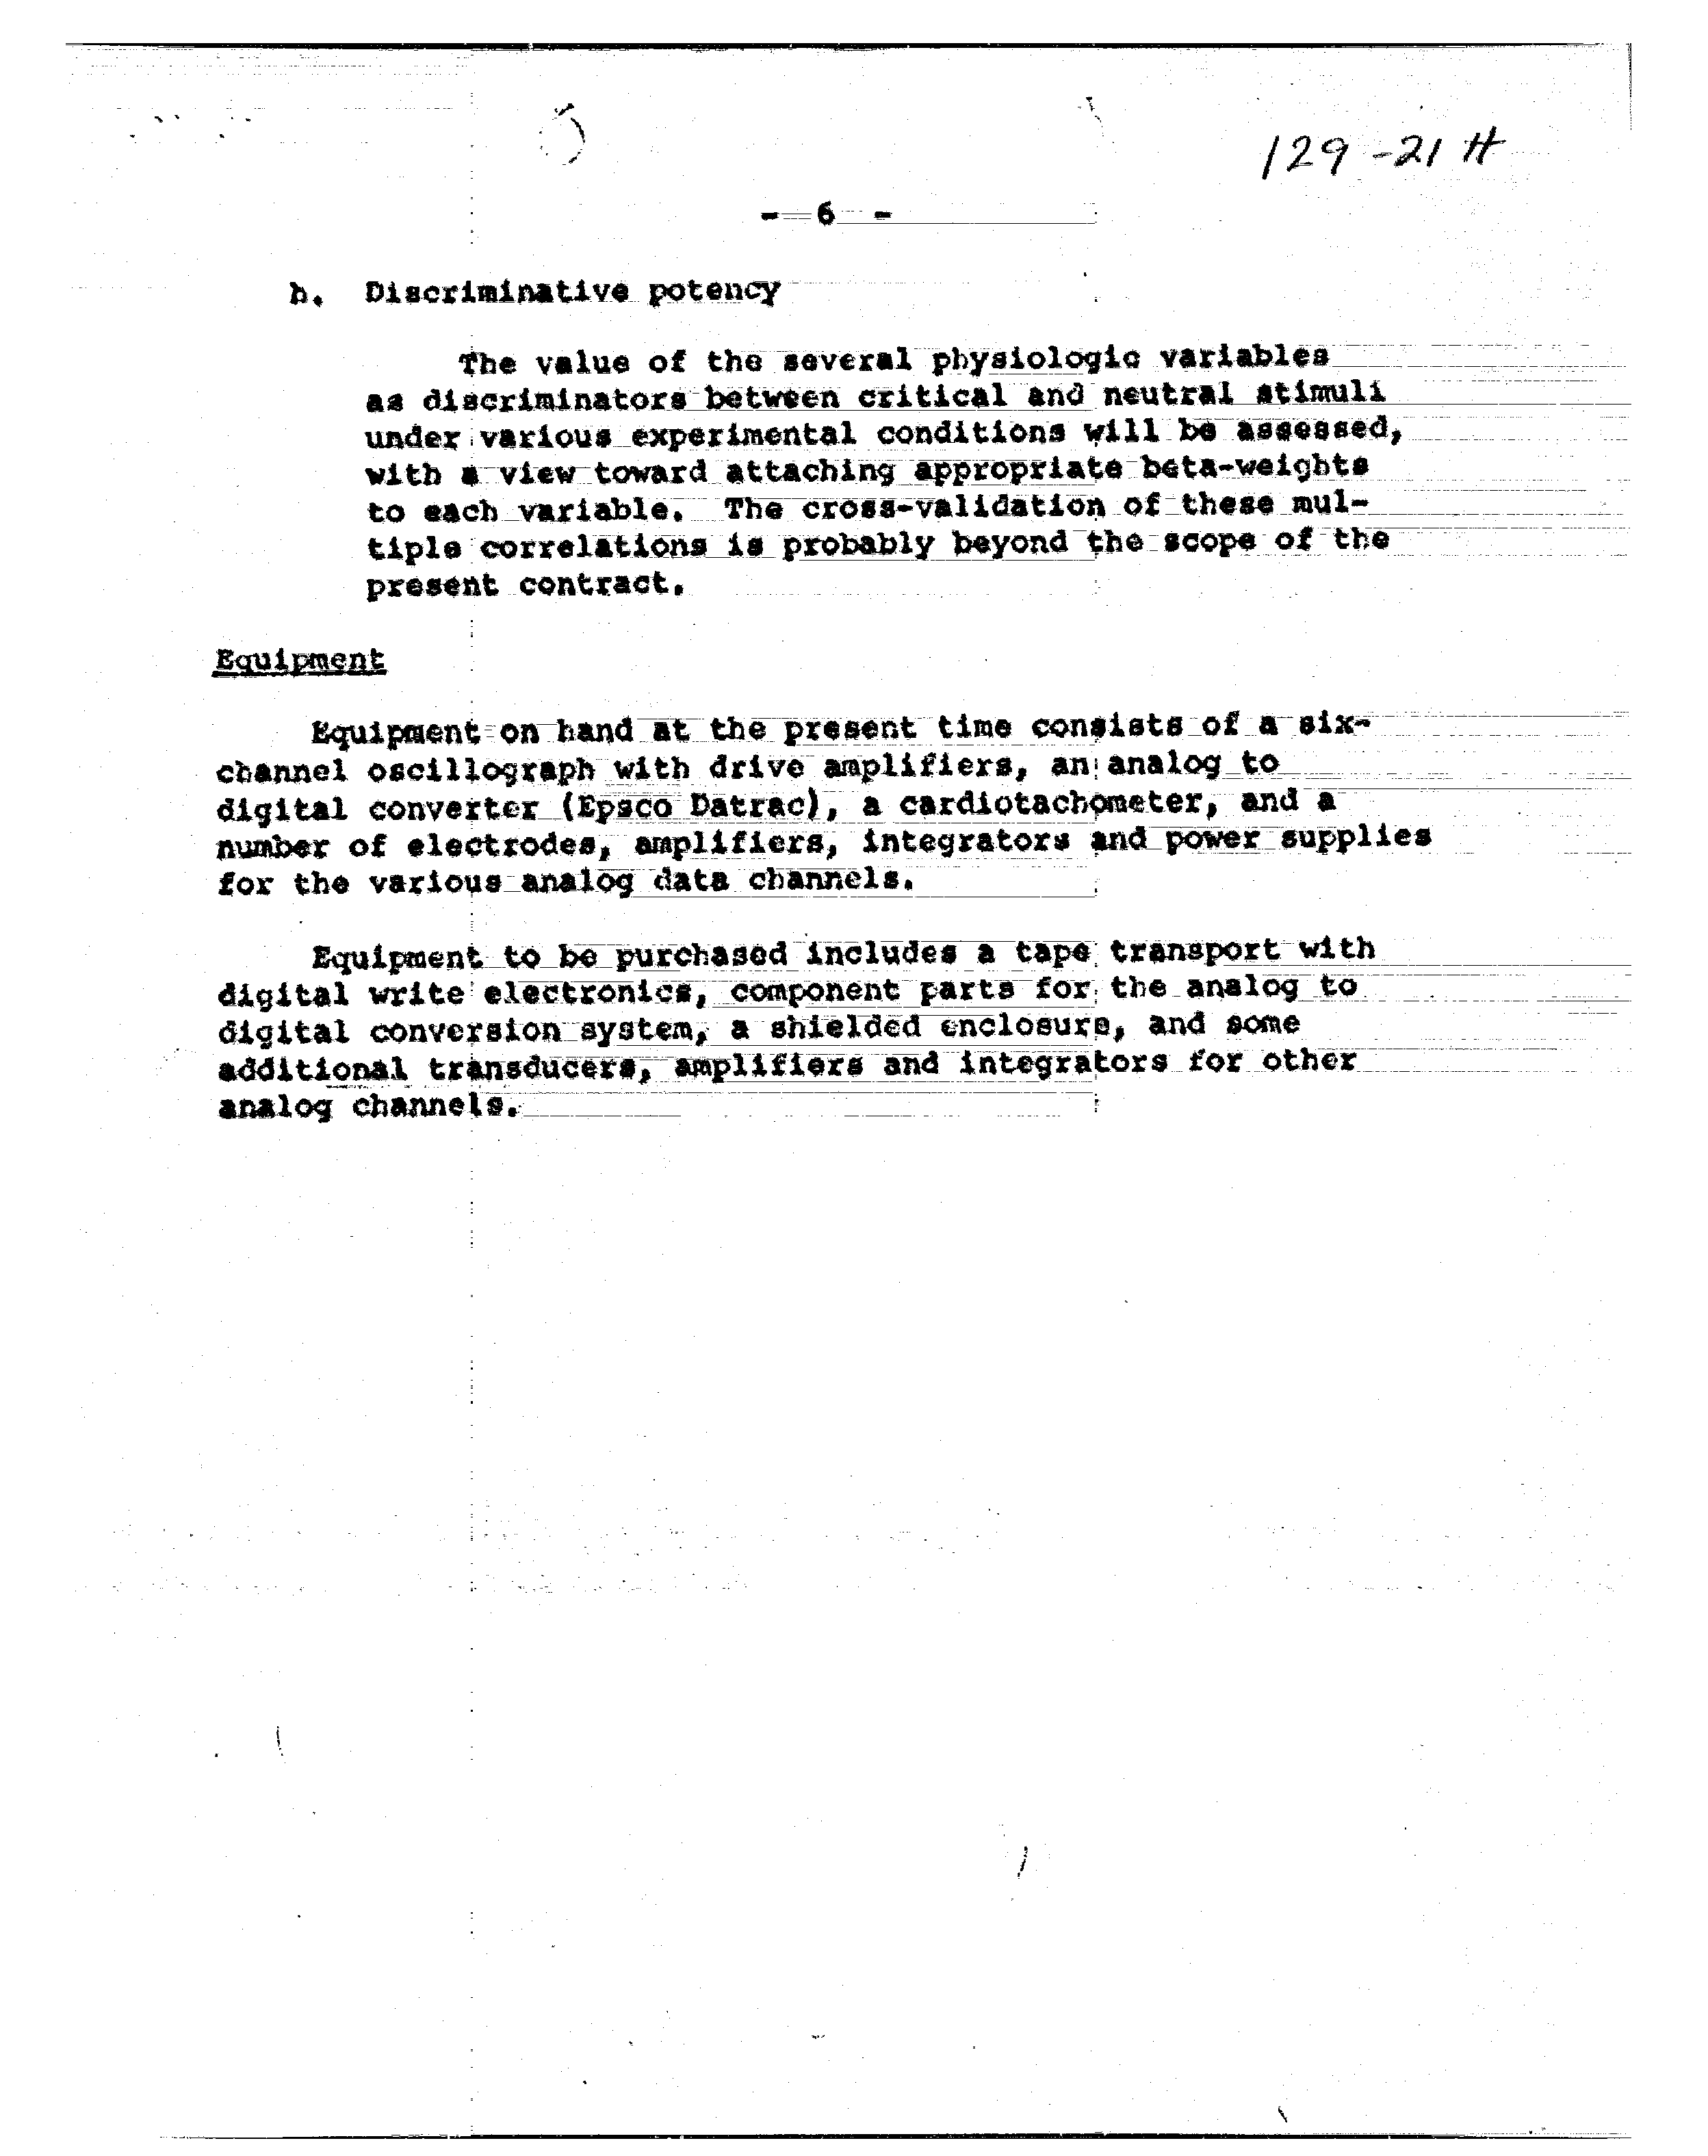 129-21 H
- 6 -
h. Discriminative potency
The value of the several physiologic variables
as discriminators between critical and neutral stimuli
under various experimental conditions will be assessed,
with a view toward attaching appropriate beta-weights
to each variable. The cross-validation of these mul-
tiple correlations is probably beyond the scope of the
present contract.
Equipment
Equipment on hand at the present time consists of a six-
channel oscillograph with drive amplifiers, an analog to
digital converter (Epsco Datrac), a cardiotachometer, and a
number of electrodes, amplifiers, integrators and power supplies
for the various analog data channels.
Equipment to be purchased includes a tape transport with
digital write electronics, component parts for the analog to
digital conversion system, a shielded enclosure, and some
additional transducers, amplifiers and integrators for other
analog channels.